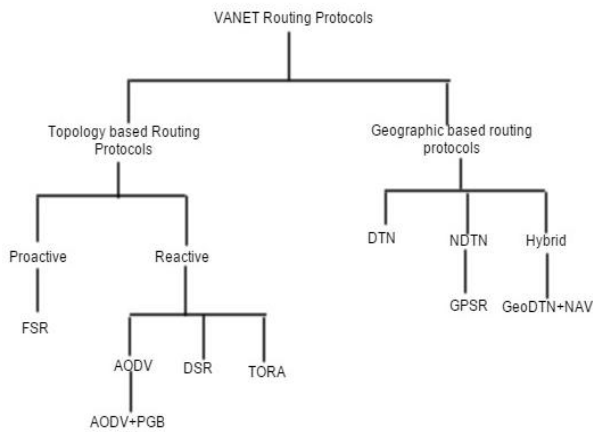 VANET Routing Protocols
Topology based Routing
Protocols
Geographic based routing
protocols
DTN
NDTN
Hybrid
Proactive
Reactive
GPSR
GeoDTN+NAV
FSR
AODV
DSR
TORA
AODV+PGB